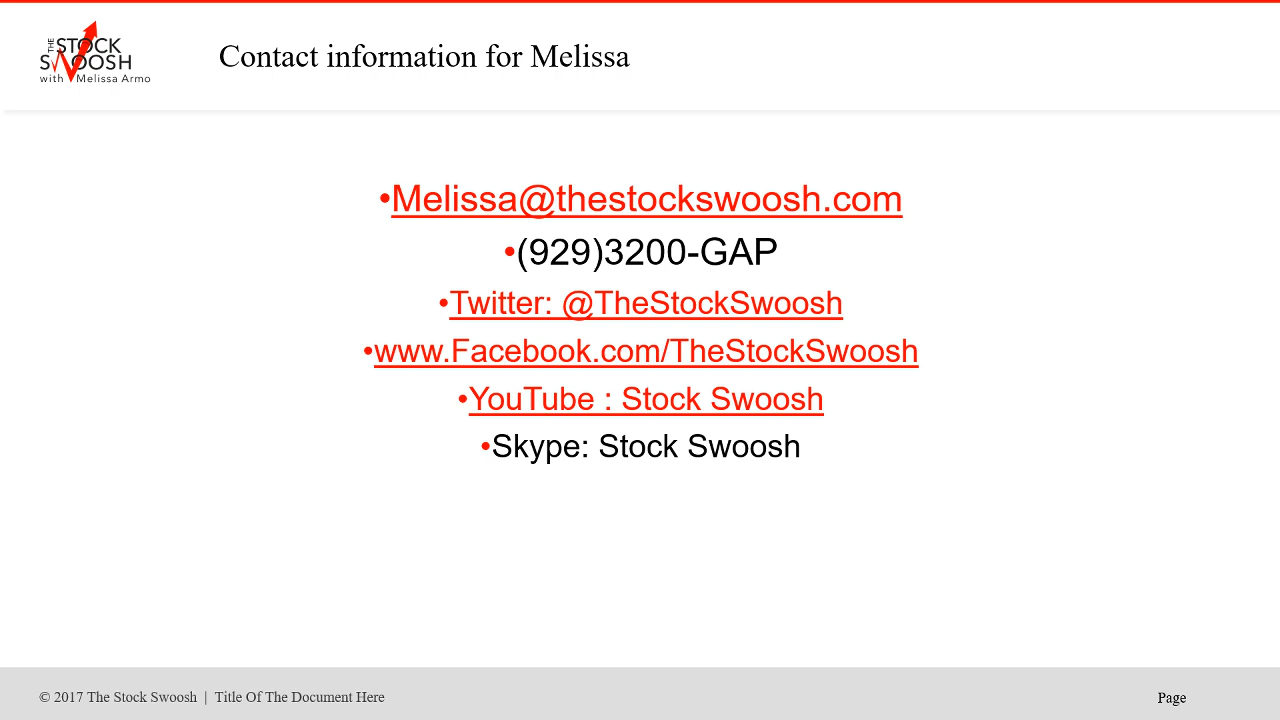 THE STOCK
SWOOSH
with Melissa Armo
Contact information for Melissa
•Melissa@thestockswoosh.com
•(929)3200-GAP
•Twitter: @TheStockSwoosh
•www.Facebook.com/TheStockSwoosh
•YouTube : Stock Swoosh
•Skype: Stock Swoosh
© 2017 The Stock Swoosh | Title Of The Document Here
Page